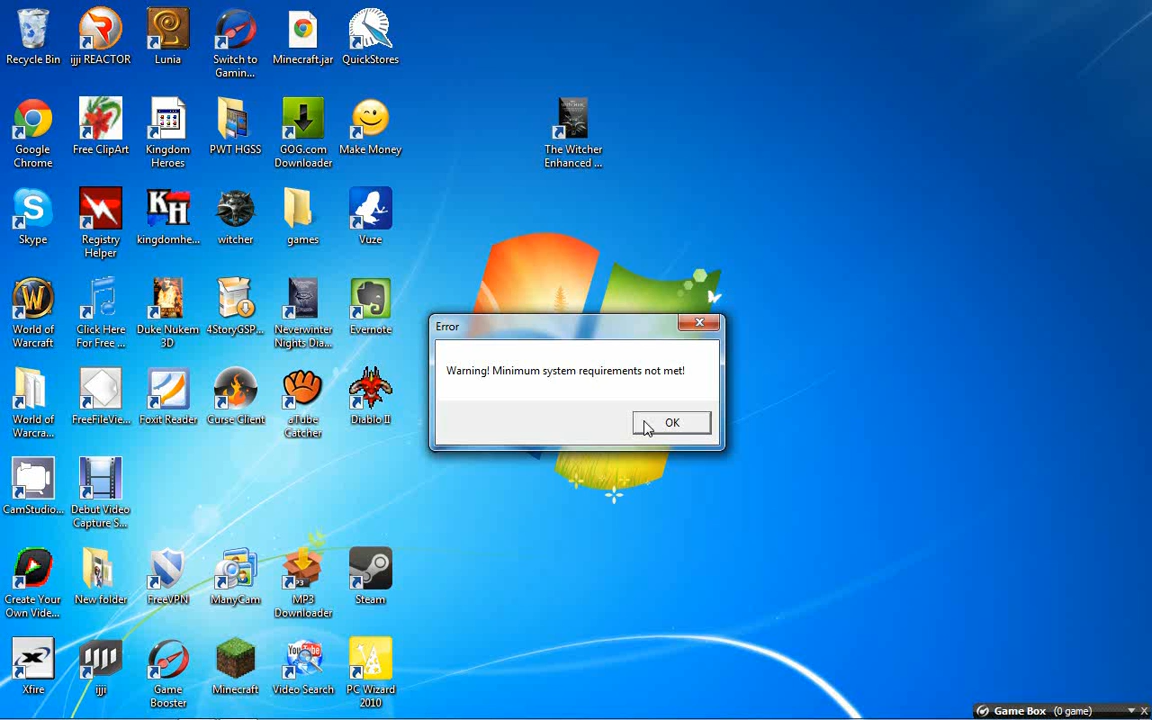 Recycle Bin
ijji REACTOR
Lunia
Switch to
Gamin...
Minecraft.jar
QuickStores
Google
Chrome
Free ClipArt
Kingdom
Heroes
PWT HGSS
GOG.com
Downloader
Make Money
The Witcher
Enhanced ...
Skype
Registry
Helper
kingdomhe...
witcher
games
Vuze
World of
Warcraft
Click Here
For Free ...
Duke Nukem
3D
4StoryGSP...
Neverwinter
Nights Dia...
Evernote
Error
Warning! Minimum system requirements not met!
OK
World of
Warcra...
FreeFileVie...
Foxit Reader
Curse Client
aTube
Catcher
Diablo II
CamStudio...
Debut Video
Capture S...
Create Your
Own Vide...
New folder
FreeVPN
ManyCam
MP3
Downloader
Steam
Xfire
ijji
Game
Booster
Minecraft
Video Search
PC Wizard
2010
Game Box (0 game)